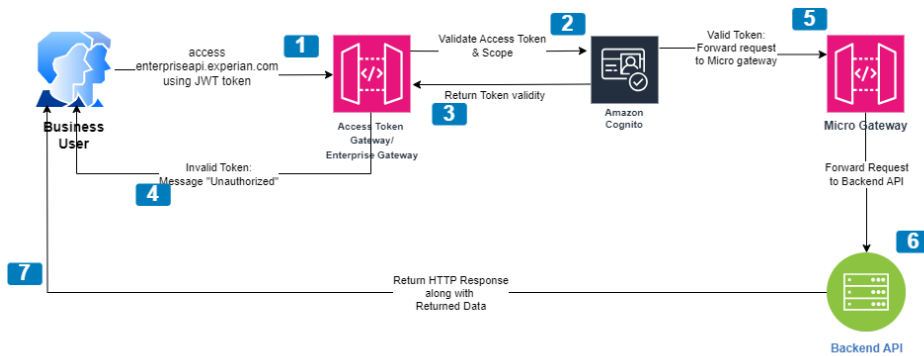 1
access
enterpriseapi.experian.com
using JWT token
Business
User
Access Token
Gateway/
Enterprise Gateway
2
Validate Access Token
& Scope
Return Token validity
3
Amazon
Cognito
5
Valid Token:
Forward request
to Micro gateway
Micro Gateway
Invalid Token:
Message "Unauthorized"
4
Forward Request
to Backend API
6
7
Return HTTP Response
along with
Returned Data
Backend API